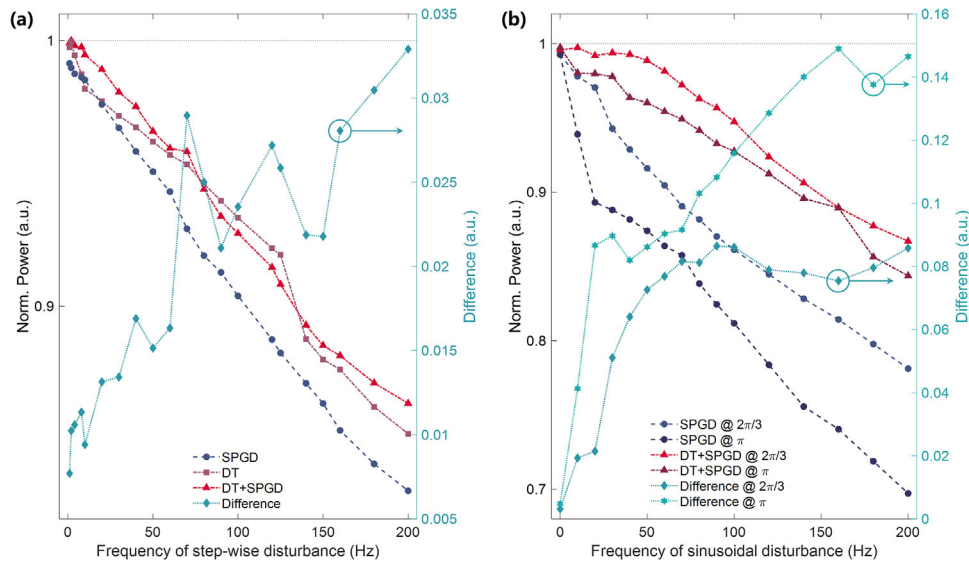 (a)
1
0.9
Norm. Power (a.u.)
0.035
0.03
0.025
0.02
0.015
0.01
0.005
Difference (a.u.)
SPGD
DT
DT+SPGD
Difference
0
50
100
150
200
Frequency of step-wise disturbance (Hz)
(b)
1
0.9
0.8
0.7
Norm. Power (a.u.)
0.16
0.14
0.12
0.1
0.08
0.06
0.04
0.02
0
Difference (a.u.)
SPGD @ 2π/3
SPGD @ π
DT+SPGD @ 2π/3
DT+SPGD @ π
Difference @ 2π/3
Difference @ π
0
50
100
150
200
Frequency of sinusoidal disturbance (Hz)